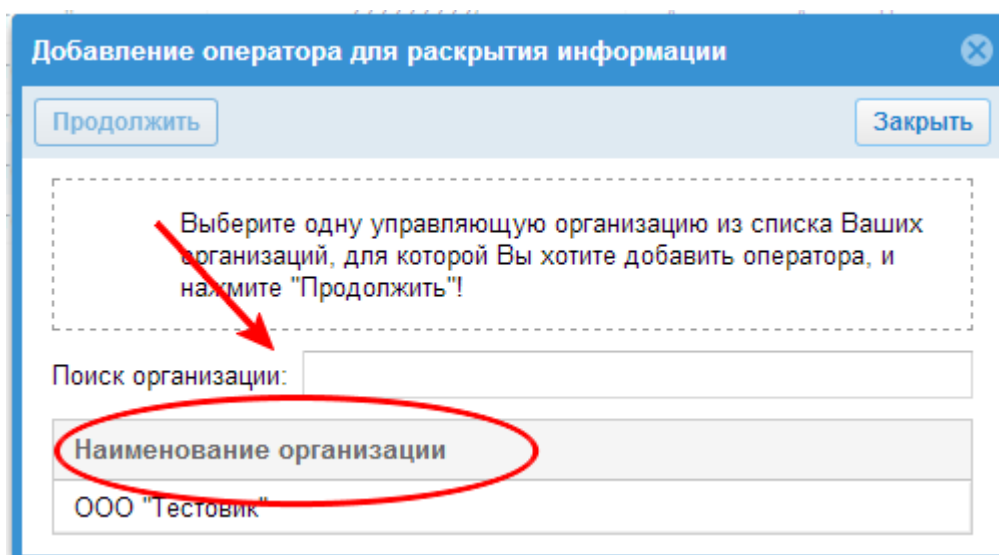 Добавление оператора для раскрытия информации
Продолжить
Закрыть
Выберите одну управляющую организацию из списка Ваших
организаций, для которой Вы хотите добавить оператора, и
нажмите "Продолжить"!
Поиск организации:
Наименование организации
ООО "Тестовик"